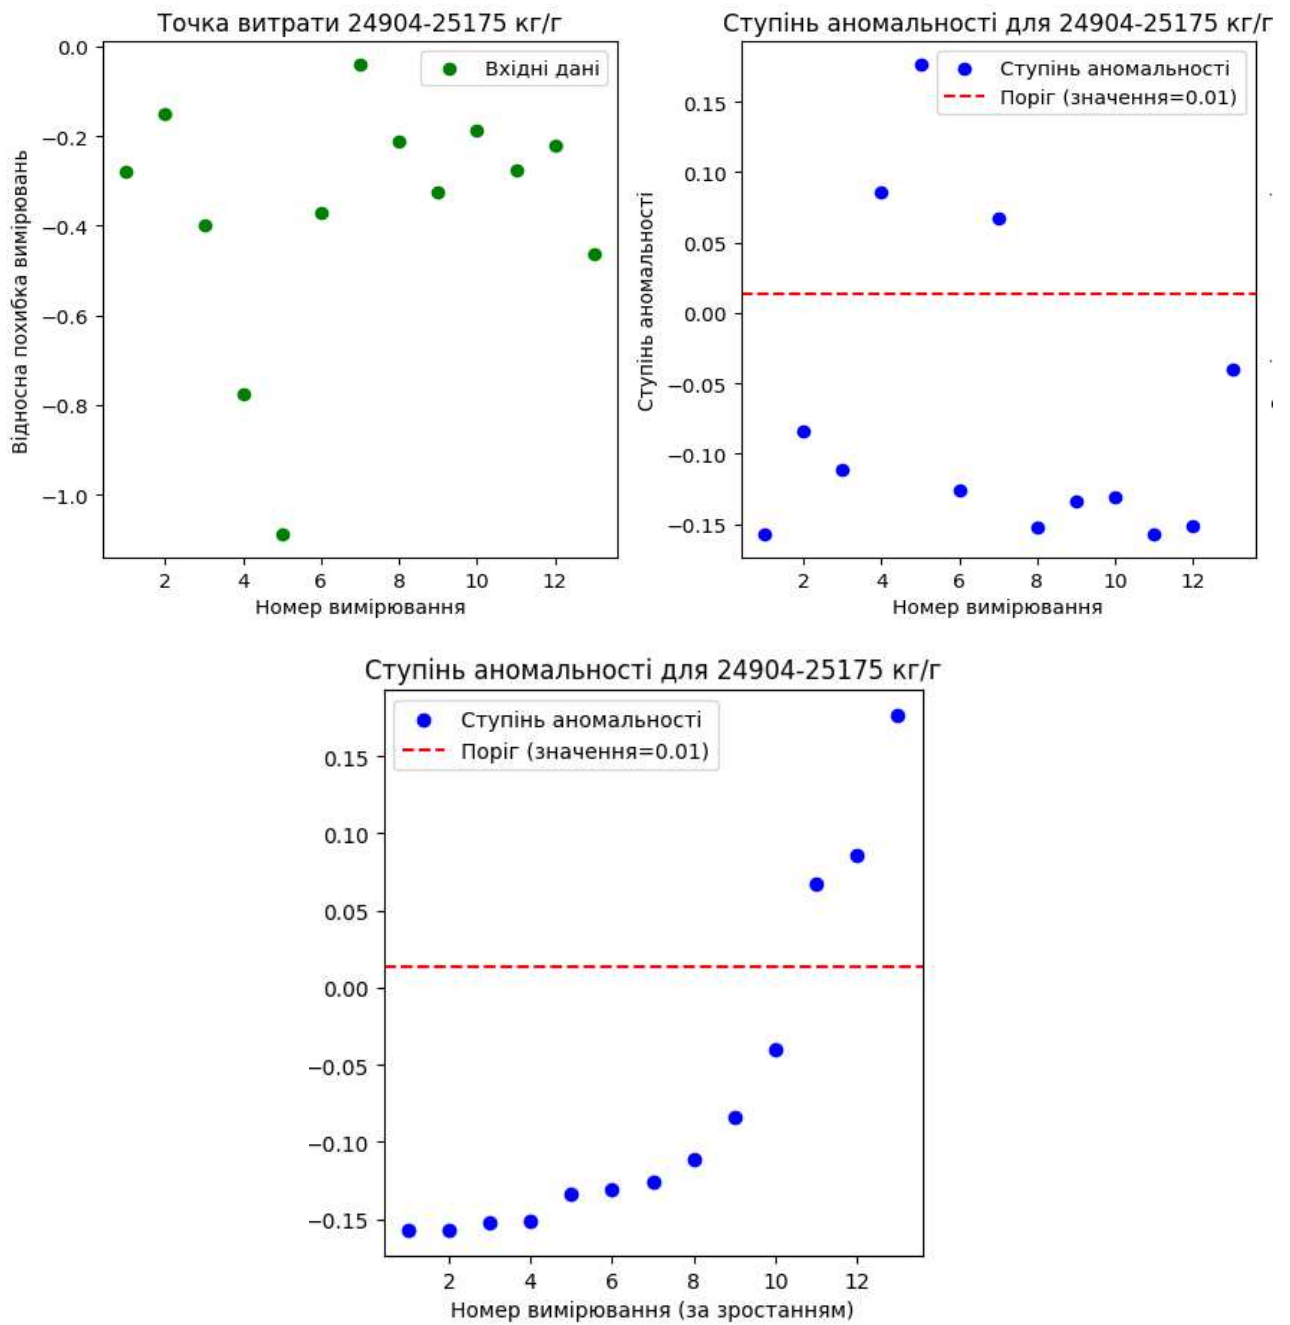 Точка витрати 24904-25175 кг/г
Вхідні дані
0.0
−0.2
−0.4
−0.6
−0.8
−1.0
Відносна похибка вимірювань
2 4 6 8 10 12
Номер вимірювання
Ступінь аномальності для 24904-25175 кг/г
Ступінь аномальності
Поріг (значення=0.01)
0.15
0.10
0.05
0.00
−0.05
−0.10
−0.15
Ступінь аномальності
2 4 6 8 10 12
Номер вимірювання
Ступінь аномальності для 24904-25175 кг/г
Ступінь аномальності
Поріг (значення=0.01)
0.15
0.10
0.05
0.00
−0.05
−0.10
−0.15
2 4 6 8 10 12
Номер вимірювання (за зростанням)